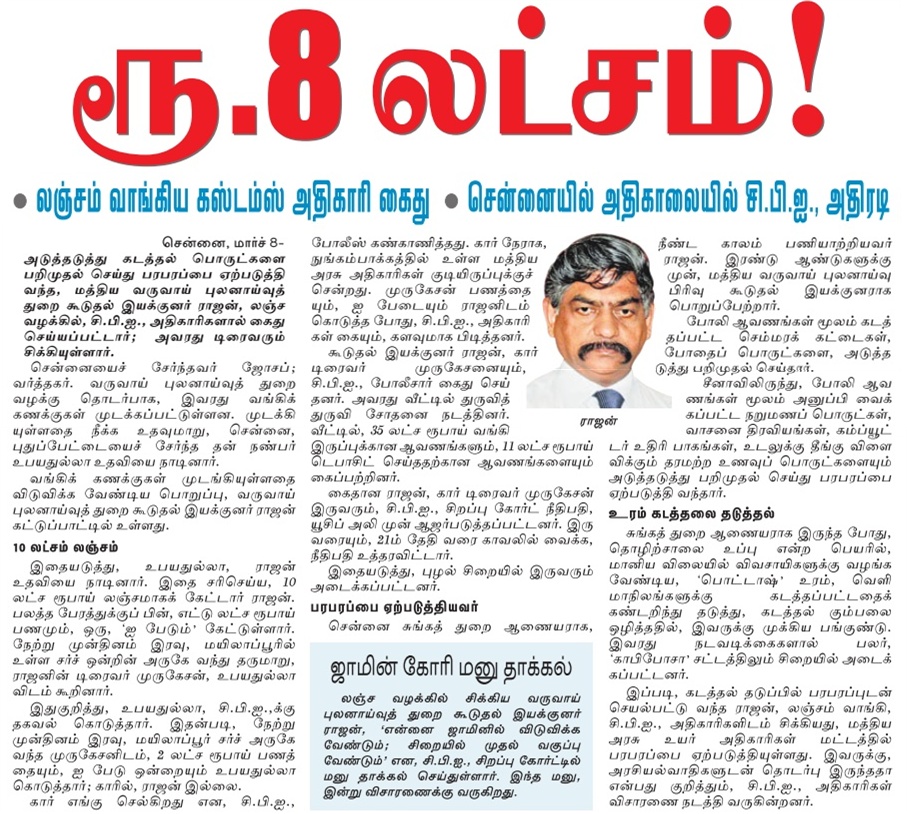 ரூ.8 லட்சம்!
• லஞ்சம் வாங்கிய கஸ்டம்ஸ் அதிகாரி கைது • சென்னையில் அதிகாலையில் சி.பி.ஐ., அதிரடி
சென்னை, மார்ச் 8–
அடுத்தடுத்து கடத்தல் பொருட்களை
பறிமுதல் செய்து பரபரப்பை ஏற்படுத்தி
வந்த, மத்திய வருவாய் புலனாய்வுத்
துறை கூடுதல் இயக்குனர் ராஜன், லஞ்ச
வழக்கில், சி.பி.ஐ., அதிகாரிகளால் கைது
செய்யப்பட்டார்; அவரது டிரைவரும்
சிக்கியுள்ளார்.
சென்னையைச் சேர்ந்தவர் ஜோசப்;
வர்த்தகர். வருவாய் புலனாய்வுத் துறை
வழக்கு தொடர்பாக, இவரது வங்கிக்
கணக்குகள் முடக்கப்பட்டுள்ளன. முடக்கி
யுள்ளதை நீக்க உதவுமாறு, சென்னை,
புதுப்பேட்டையைச் சேர்ந்த தன் நண்பர்
உபயதுல்லா உதவியை நாடினார்.
வங்கிக் கணக்குகள் முடங்கியுள்ளதை
விடுவிக்க வேண்டிய பொறுப்பு, வருவாய்
புலனாய்வுத் துறை கூடுதல் இயக்குனர் ராஜன்
கட்டுப்பாட்டில் உள்ளது.
10 லட்சம் லஞ்சம்
இதையடுத்து, உபயதுல்லா, ராஜன்
உதவியை நாடினார். இதை சரிசெய்ய, 10
லட்ச ரூபாய் லஞ்சமாகக் கேட்டார் ராஜன்.
பலத்த பேரத்துக்குப் பின், எட்டு லட்ச ரூபாய்
பணமும், ஒரு, 'ஐ பேடும்' கேட்டுள்ளார்.
நேற்று முன்தினம் இரவு, மயிலாப்பூரில்
உள்ள சர்ச் ஒன்றின் அருகே வந்து தருமாறு,
ராஜனின் டிரைவர் முருகேசன், உபயதுல்லா
விடம் கூறினார்.
இதுகுறித்து, உபயதுல்லா, சி.பி.ஐ.,க்கு
தகவல் கொடுத்தார். இதன்படி, நேற்று
முன்தினம் இரவு, மயிலாப்பூர் சர்ச் அருகே
வந்த முருகேசனிடம், 2 லட்ச ரூபாய் பணத்
தையும், ஐ பேடு ஒன்றையும் உபயதுல்லா
கொடுத்தார்; காரில், ராஜன் இல்லை.
கார் எங்கு செல்கிறது என, சி.பி.ஐ.,
போலீஸ் கண்காணித்தது. கார் நேராக,
நுங்கம்பாக்கத்தில் உள்ள மத்திய
அரசு அதிகாரிகள் குடியிருப்புக்குச்
சென்றது. முருகேசன் பணத்தை
யும், ஐ பேடையும் ராஜனிடம்
கொடுத்த போது, சி.பி.ஐ., அதிகாரி
கள் கையும், களவுமாக பிடித்தனர்.
கூடுதல் இயக்குனர் ராஜன், கார்
டிரைவர் முருகேசனையும்,
சி.பி.ஐ., போலீசார் கைது செய்
தனர். அவரது வீட்டில் துருவித்
துருவி சோதனை நடத்தினர்.
வீட்டில், 35 லட்ச ரூபாய் வங்கி
இருப்புக்கான ஆவணங்களும், 11 லட்ச ரூபாய்
டெபாசிட் செய்ததற்கான ஆவணங்களையும்
கைப்பற்றினர்.
கைதான ராஜன், கார் டிரைவர் முருகேசன்
இருவரும், சி.பி.ஐ., சிறப்பு கோர்ட் நீதிபதி,
யூசிப் அலி முன் ஆஜர்படுத்தப்பட்டனர். இரு
வரையும், 21ம் தேதி வரை காவலில் வைக்க,
நீதிபதி உத்தரவிட்டார்.
இதையடுத்து, புழல் சிறையில் இருவரும்
அடைக்கப்பட்டனர்.
பரபரப்பை ஏற்படுத்தியவர்
சென்னை சுங்கத் துறை ஆணையராக,
ஜாமின் கோரி மனு தாக்கல்
லஞ்ச வழக்கில் சிக்கிய வருவாய்
புலனாய்வுத் துறை கூடுதல் இயக்குனர்
ராஜன், 'என்னை ஜாமினில் விடுவிக்க
வேண்டும்; சிறையில் முதல் வகுப்பு
வேண்டும்' என, சி.பி.ஐ., சிறப்பு கோர்ட்டில்
மனு தாக்கல் செய்துள்ளார். இந்த மனு,
இன்று விசாரணைக்கு வருகிறது.
ராஜன்
நீண்ட காலம் பணியாற்றியவர்
ராஜன். இரண்டு ஆண்டுகளுக்கு
முன், மத்திய வருவாய் புலனாய்வு
பிரிவு கூடுதல் இயக்குனராக
பொறுப்பேற்றார்.
போலி ஆவணங்கள் மூலம் கடத்
தப்பட்ட செம்மரக் கட்டைகள்,
போதைப் பொருட்களை, அடுத்த
டுத்து பறிமுதல் செய்தார்.
சீனாவிலிருந்து, போலி ஆவ
ணங்கள் மூலம் அனுப்பி வைக்
கப்பட்ட நறுமணப் பொருட்கள்,
வாசனை திரவியங்கள், கம்ப்யூட்
டர் உதிரி பாகங்கள், உடலுக்கு தீங்கு விளை
விக்கும் தரமற்ற உணவுப் பொருட்களையும்
அடுத்தடுத்து பறிமுதல் செய்து பரபரப்பை
ஏற்படுத்தி வந்தார்.
உரம் கடத்தலை தடுத்தல்
சுங்கத் துறை ஆணையராக இருந்த போது,
தொழிற்சாலை உப்பு என்ற பெயரில்,
மானிய விலையில் விவசாயிகளுக்கு வழங்க
வேண்டிய, 'பொட்டாஷ்' உரம், வெளி
மாநிலங்களுக்கு கடத்தப்பட்டதைக்
கண்டறிந்து தடுத்து, கடத்தல் கும்பலை
ஒழித்ததில், இவருக்கு முக்கிய பங்குண்டு.
இவரது நடவடிக்கைகளால் பலர்,
'காபிபோசா' சட்டத்திலும் சிறையில் அடைக்
கப்பட்டனர்.
இப்படி, கடத்தல் தடுப்பில் பரபரப்புடன்
செயல்பட்டு வந்த ராஜன், லஞ்சம் வாங்கி,
சி.பி.ஐ., அதிகாரிகளிடம் சிக்கியது, மத்திய
அரசு உயர் அதிகாரிகள் மட்டத்தில்
பரபரப்பை ஏற்படுத்தியுள்ளது. இவருக்கு,
அரசியல்வாதிகளுடன் தொடர்பு இருந்ததா
என்பது குறித்தும், சி.பி.ஐ., அதிகாரிகள்
விசாரணை நடத்தி வருகின்றனர்.